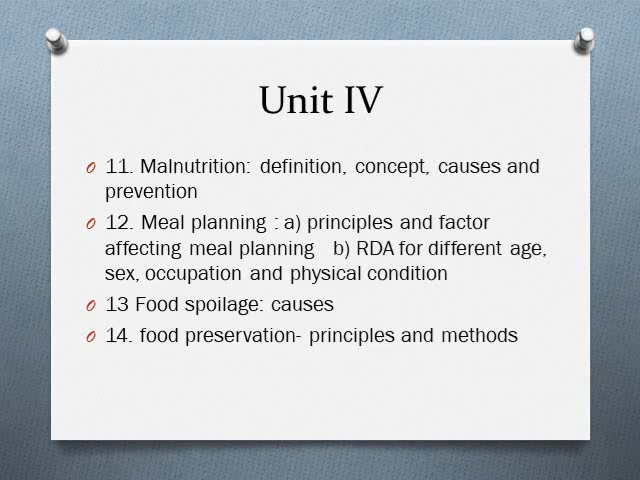 Unit IV
11. Malnutrition: definition, concept, causes and
prevention
12. Meal planning : a) principles and factor
affecting meal planning b) RDA for different age,
sex, occupation and physical condition
13 Food spoilage: causes
14. food preservation- principles and methods